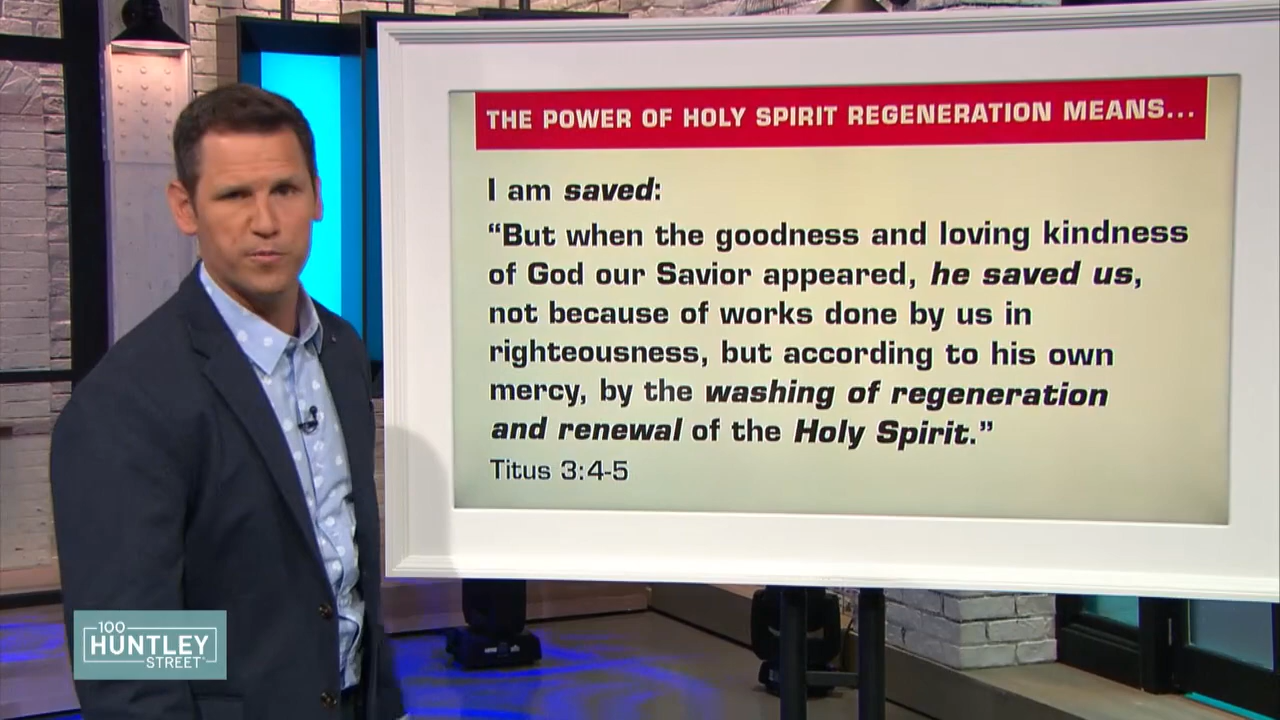 THE POWER OF HOLY SPIRIT REGENERATION MEANS...
I am saved:
“But when the goodness and loving kindness
of God our Savior appeared, he saved us,
not because of works done by us in
righteousness, but according to his own
mercy, by the washing of regeneration
and renewal of the Holy Spirit.”
Titus 3:4-5
100
HUNTLEY
STREET